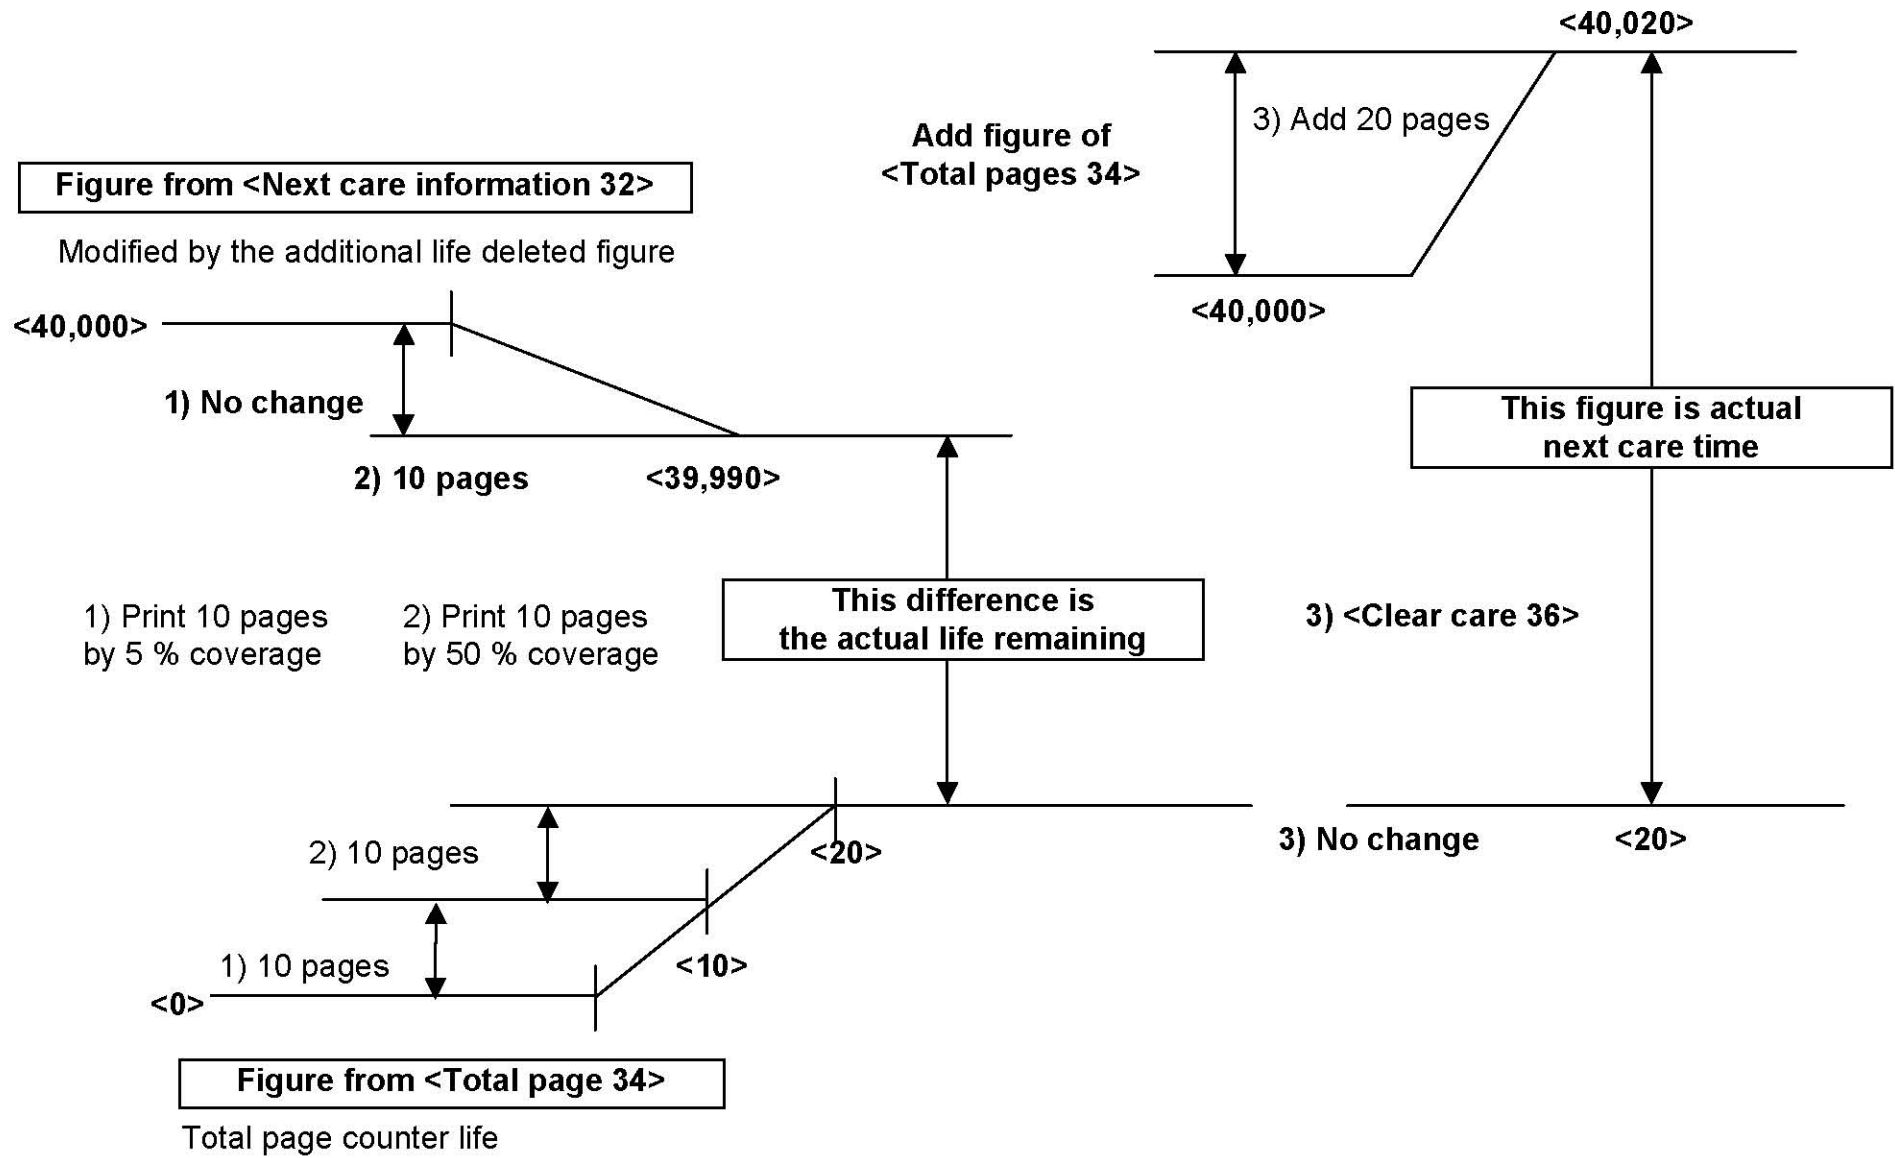 <40,020>
3) Add 20 pages
Add figure of
<Total pages 34>
Figure from <Next care information 32>
Modified by the additional life deleted figure
<40,000>
<40,000>
1) No change
This figure is actual
next care time
2) 10 pages
<39,990>
1) Print 10 pages
by 5 % coverage
2) Print 10 pages
by 50 % coverage
This difference is
the actual life remaining
3) <Clear care 36>
2) 10 pages
<20>
3) No change
<20>
1) 10 pages
<10>
<0>
Figure from <Total page 34>
Total page counter life